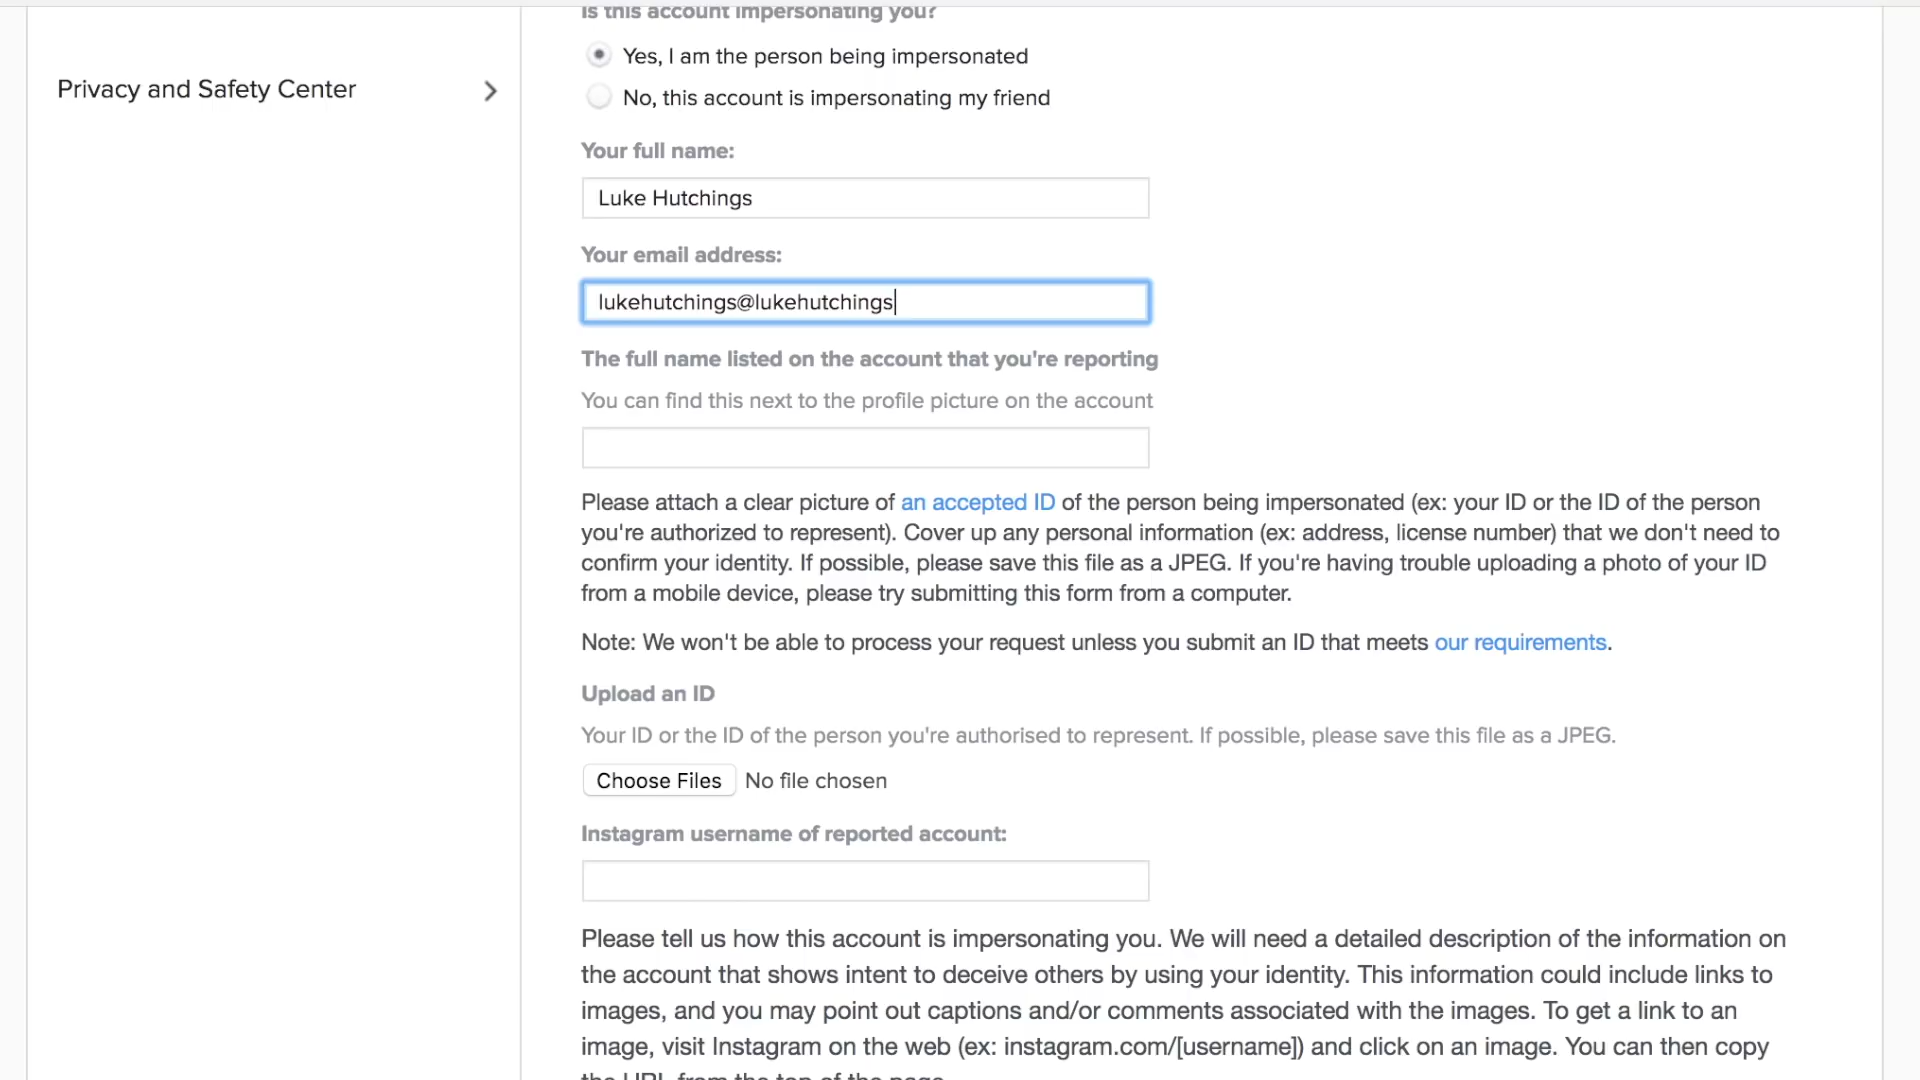 Is this account impersonating you?
Yes, I am the person being impersonated
Privacy and Safety Center
No, this account is impersonating my friend
Your full name:
Luke Hutchings
Your email address:
lukehutchings@lukehutchings
The full name listed on the account that you're reporting
You can find this next to the profile picture on the account
Please attach a clear picture of an accepted ID of the person being impersonated (ex: your ID or the ID of the person
you're authorized to represent). Cover up any personal information (ex: address, license number) that we don't need to
confirm your identity. If possible, please save this file as a JPEG. If you're having trouble uploading a photo of your ID
from a mobile device, please try submitting this form from a computer.
Note: We won't be able to process your request unless you submit an ID that meets our requirements.
Upload an ID
Your ID or the ID of the person you're authorised to represent. If possible, please save this file as a JPEG.
Choose Files No file chosen
Instagram username of reported account:
Please tell us how this account is impersonating you. We will need a detailed description of the information on
the account that shows intent to deceive others by using your identity. This information could include links to
images, and you may point out captions and/or comments associated with the images. To get a link to an
image, visit Instagram on the web (ex: instagram.com/[username]) and click on an image. You can then copy
the URL from the top of the page.